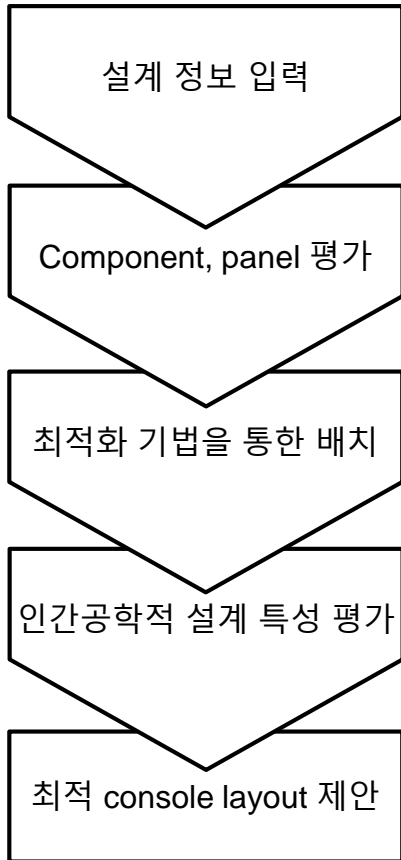 설계 정보 입력
Component, panel 평가
최적화 기법을 통한 배치
인간공학적 설계 특성 평가
최적 console layout 제안